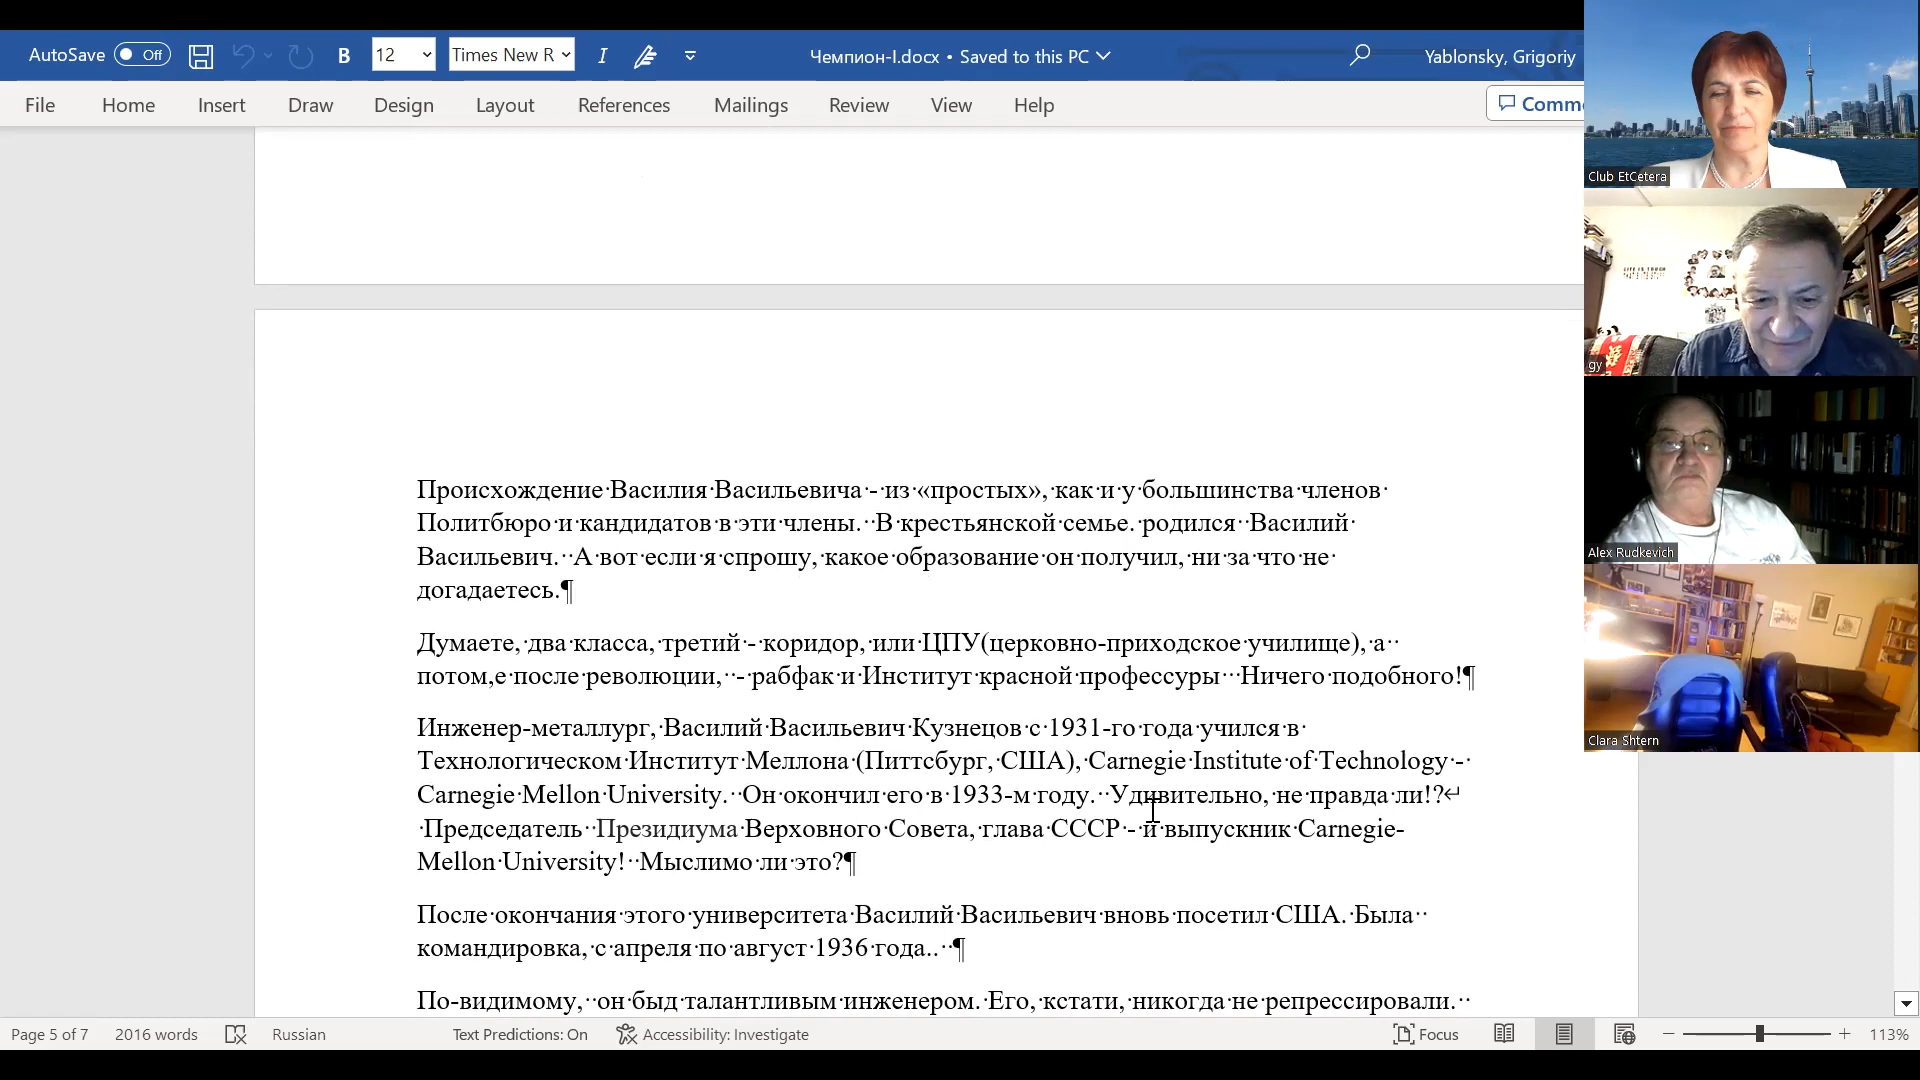 AutoSave Off B 12 Times New R I Чемпион-I.docx • Saved to this PC Yablonsky, Grigoriy
File Home Insert Draw Design Layout References Mailings Review View Help Comme
Club EtCetera
gy
Alex Rudkevich
Clara Shtern
Происхождение Василия Васильевича - из «простых», как и у большинства членов
Политбюро и кандидатов в эти члены. В крестьянской семье. родился Василий
Васильевич. А вот если я спрошу, какое образование он получил, ни за что не
догадаетесь.¶
Думаете, два класса, третий - коридор, или ЦПУ(церковно-приходское училище), а
потом,е после революции, - рабфак и Институт красной профессуры Ничего подобного!¶
Инженер-металлург, Василий Васильевич Кузнецов с 1931-го года учился в
Технологическом Институт Меллона (Питтсбург, США), Carnegie Institute of Technology -
Carnegie Mellon University. Он окончил его в 1933-м году. Удивительно, не правда ли!?↵
Председатель Президиума Верховного Совета, глава СССР - и выпускник Carnegie-
Mellon University! Мыслимо ли это?¶
После окончания этого университета Василий Васильевич вновь посетил США. Была
командировка, с апреля по август 1936 года.. ¶
По-видимому, он быд талантливым инженером. Его, кстати, никогда не репрессировали.
Page 5 of 7 2016 words Russian Text Predictions: On Accessibility: Investigate Focus 113%